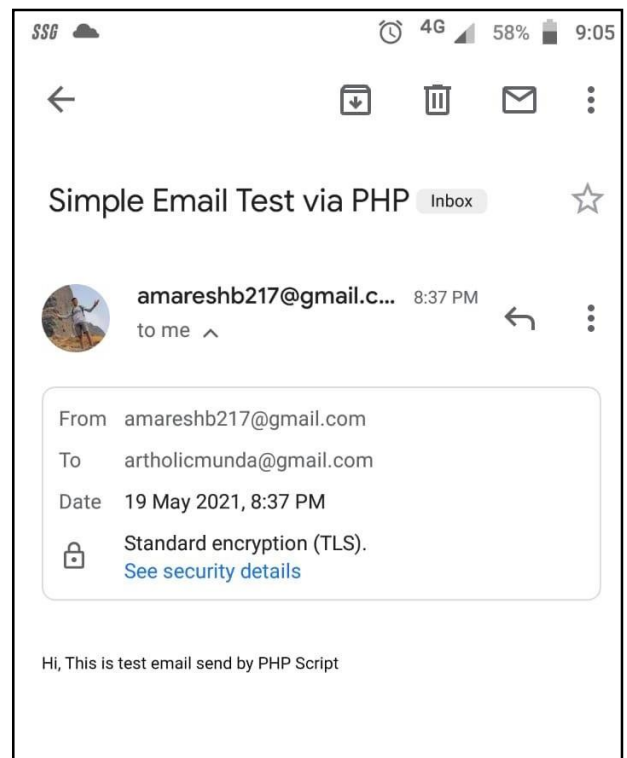 SSG 4G 58% 9:05
Simple Email Test via PHP Inbox
amareshb217@gmail.c... 8:37 PM
to me
From amareshb217@gmail.com
To artholicmunda@gmail.com
Date 19 May 2021, 8:37 PM
Standard encryption (TLS).
See security details
Hi, This is test email send by PHP Script